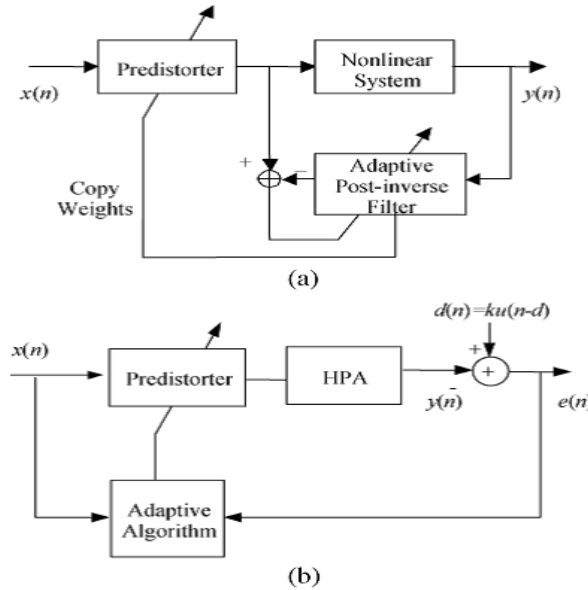 Predistorter
Nonlinear
System
x(n)
y(n)
+
−
Adaptive
Post-inverse
Filter
Copy
Weights
(a)
d(n)=ku(n-d)
x(n)
+
Predistorter
HPA
+
y(n)
-
e(n)
Adaptive
Algorithm
(b)